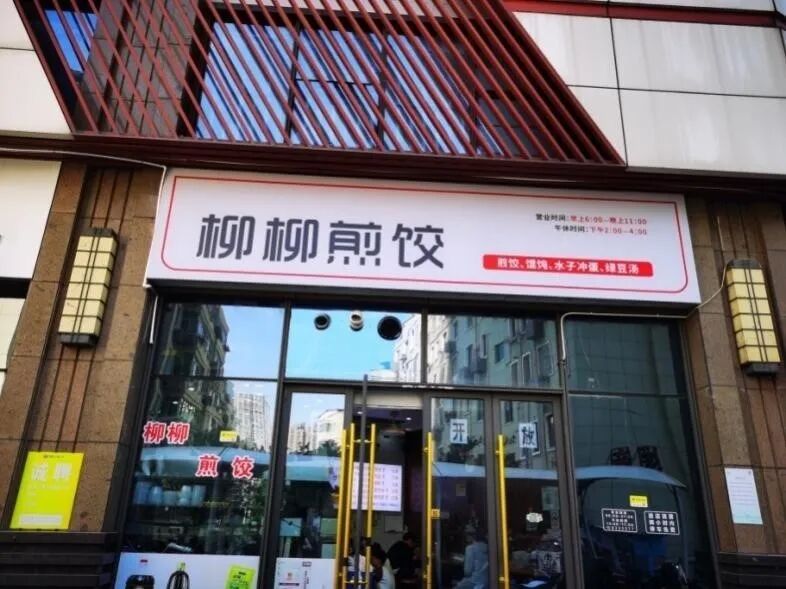 柳柳煎饺
营业时间:早上6:00-晚上11:00
午休时间:下午2:00-4:00
煎饺、馄饨、水子冲蛋、绿豆汤
柳柳
煎饺
诚聘
开放